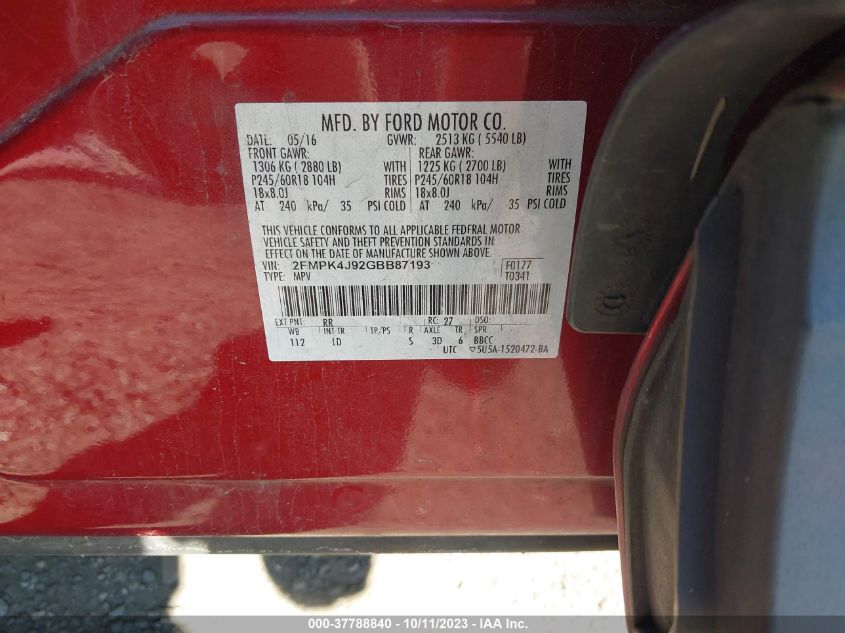 MFD. BY FORD MOTOR CO.
DATE: 05/16 GVWR: 2513 KG ( 5540 LB)
FRONT GAWR: REAR GAWR:
1306 KG ( 2880 LB) WITH 1225 KG ( 2700 LB) WITH
P245/60R18 104H TIRES P245/60R18 104H TIRES
18x8.0J RIMS 18x8.0J RIMS
AT 240 kPa/ 35 PSI COLD AT 240 kPa/ 35 PSI COLD
THIS VEHICLE CONFORMS TO ALL APPLICABLE FEDERAL MOTOR
VEHICLE SAFETY AND THEFT PREVENTION STANDARDS IN
EFFECT ON THE DATE OF MANUFACTURE SHOWN ABOVE.
VIN: 2FMPK4J92GBB87193 F0177
TYPE: MPV T0341
EXT PNT: RR RC: 27 DSO:
WB INT TR TP/PS R AXLE TR SPR
112 LD S 3D 6 BBCC
UTC ▽5U5A-1520472-BA
000-37788840 - 10/11/2023 - IAA Inc.